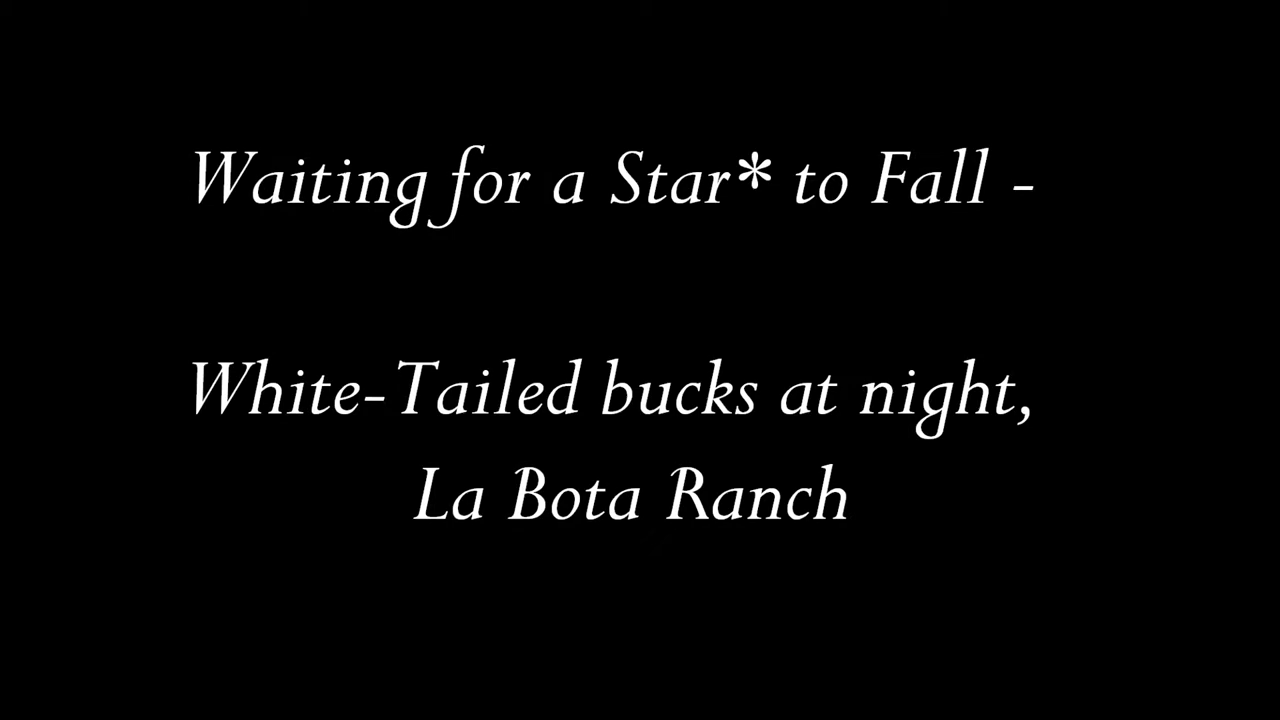 Waiting for a Star* to Fall -
White-Tailed bucks at night,
La Bota Ranch